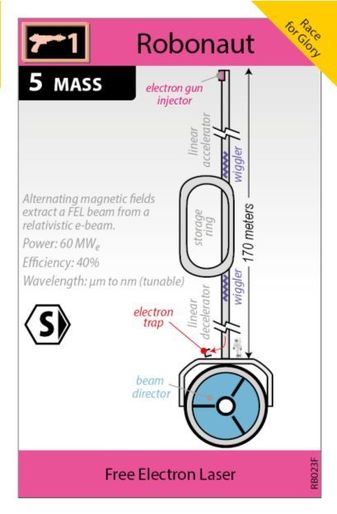 1
Robonaut
Race
for Glory
5 MASS
electron gun
injector
linear
accelerator
wiggler
Alternating magnetic fields
extract a FEL beam from a
relativistic e-beam.
Power: 60 MWe
Efficiency: 40%
Wavelength: µm to nm (tunable)
storage
ring
170 meters
wiggler
linear
decelerator
S
electron
trap
beam
director
Free Electron Laser
RB023F